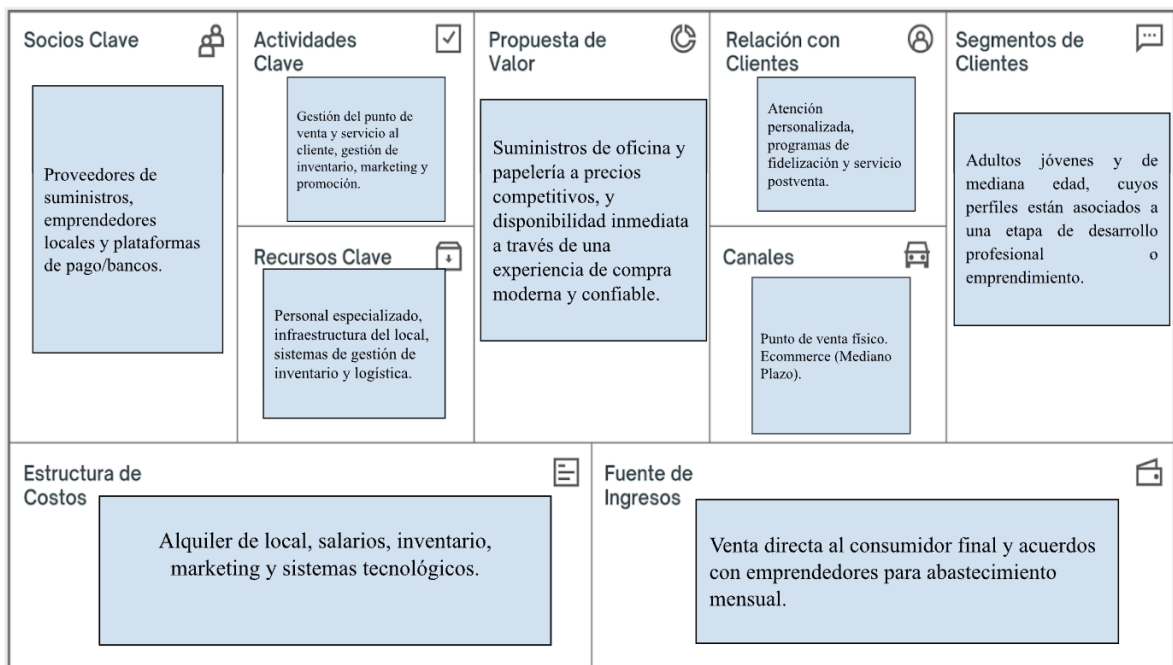 Socios Clave
Proveedores de
suministros,
emprendedores
locales y plataformas
de pago/bancos.
Actividades
Clave
Gestión del punto de
venta y servicio al
cliente, gestión de
inventario, marketing y
promoción.
Recursos Clave
Personal especializado,
infraestructura del local,
sistemas de gestión de
inventario y logística.
Propuesta de
Valor
Suministros de oficina y
papelería a precios
competitivos, y
disponibilidad inmediata
a través de una
experiencia de compra
moderna y confiable.
Relación con
Clientes
Atención
personalizada,
programas de
fidelización y servicio
postventa.
Canales
Punto de venta físico.
Ecommerce (Mediano
Plazo).
Segmentos de
Clientes
Adultos jóvenes y de
mediana edad, cuyos
perfiles están asociados a
una etapa de desarrollo
profesional o
emprendimiento.
Estructura de
Costos
Alquiler de local, salarios, inventario,
marketing y sistemas tecnológicos.
Fuente de
Ingresos
Venta directa al consumidor final y acuerdos
con emprendedores para abastecimiento
mensual.